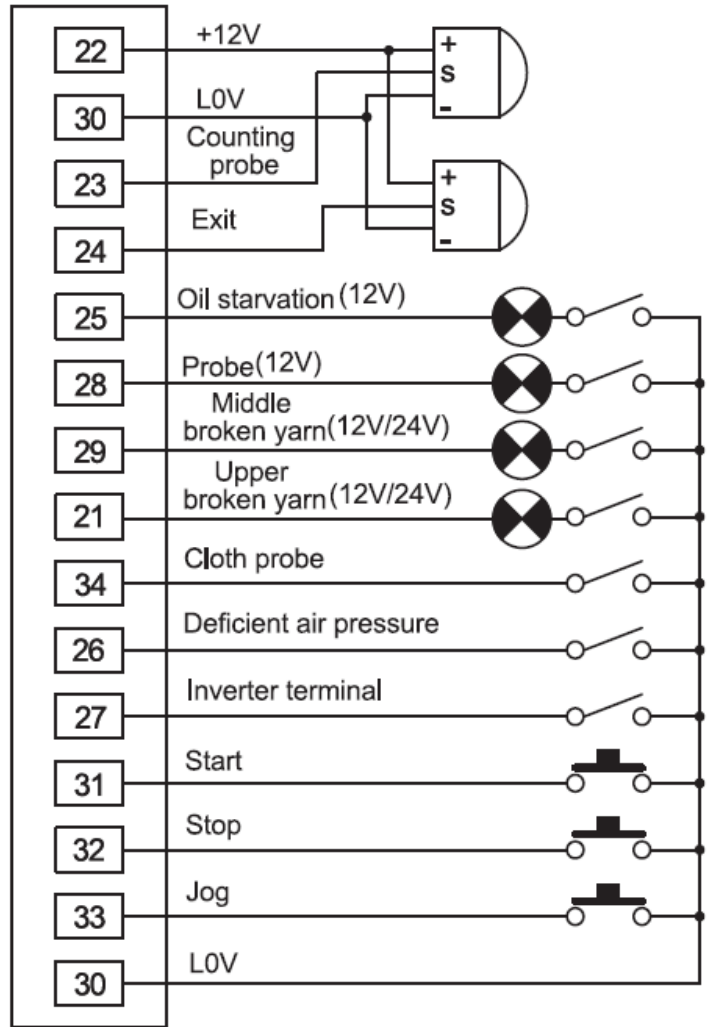 22 +12V +
S
30 L0V -
Counting
probe
23 +
24 Exit S
-
25 Oil starvation (12V)
28 Probe(12V)
Middle
29 broken yarn(12V/24V)
Upper
21 broken yarn(12V/24V)
34 Cloth probe
26 Deficient air pressure
27 Inverter terminal
31 Start
32 Stop
33 Jog
30 L0V